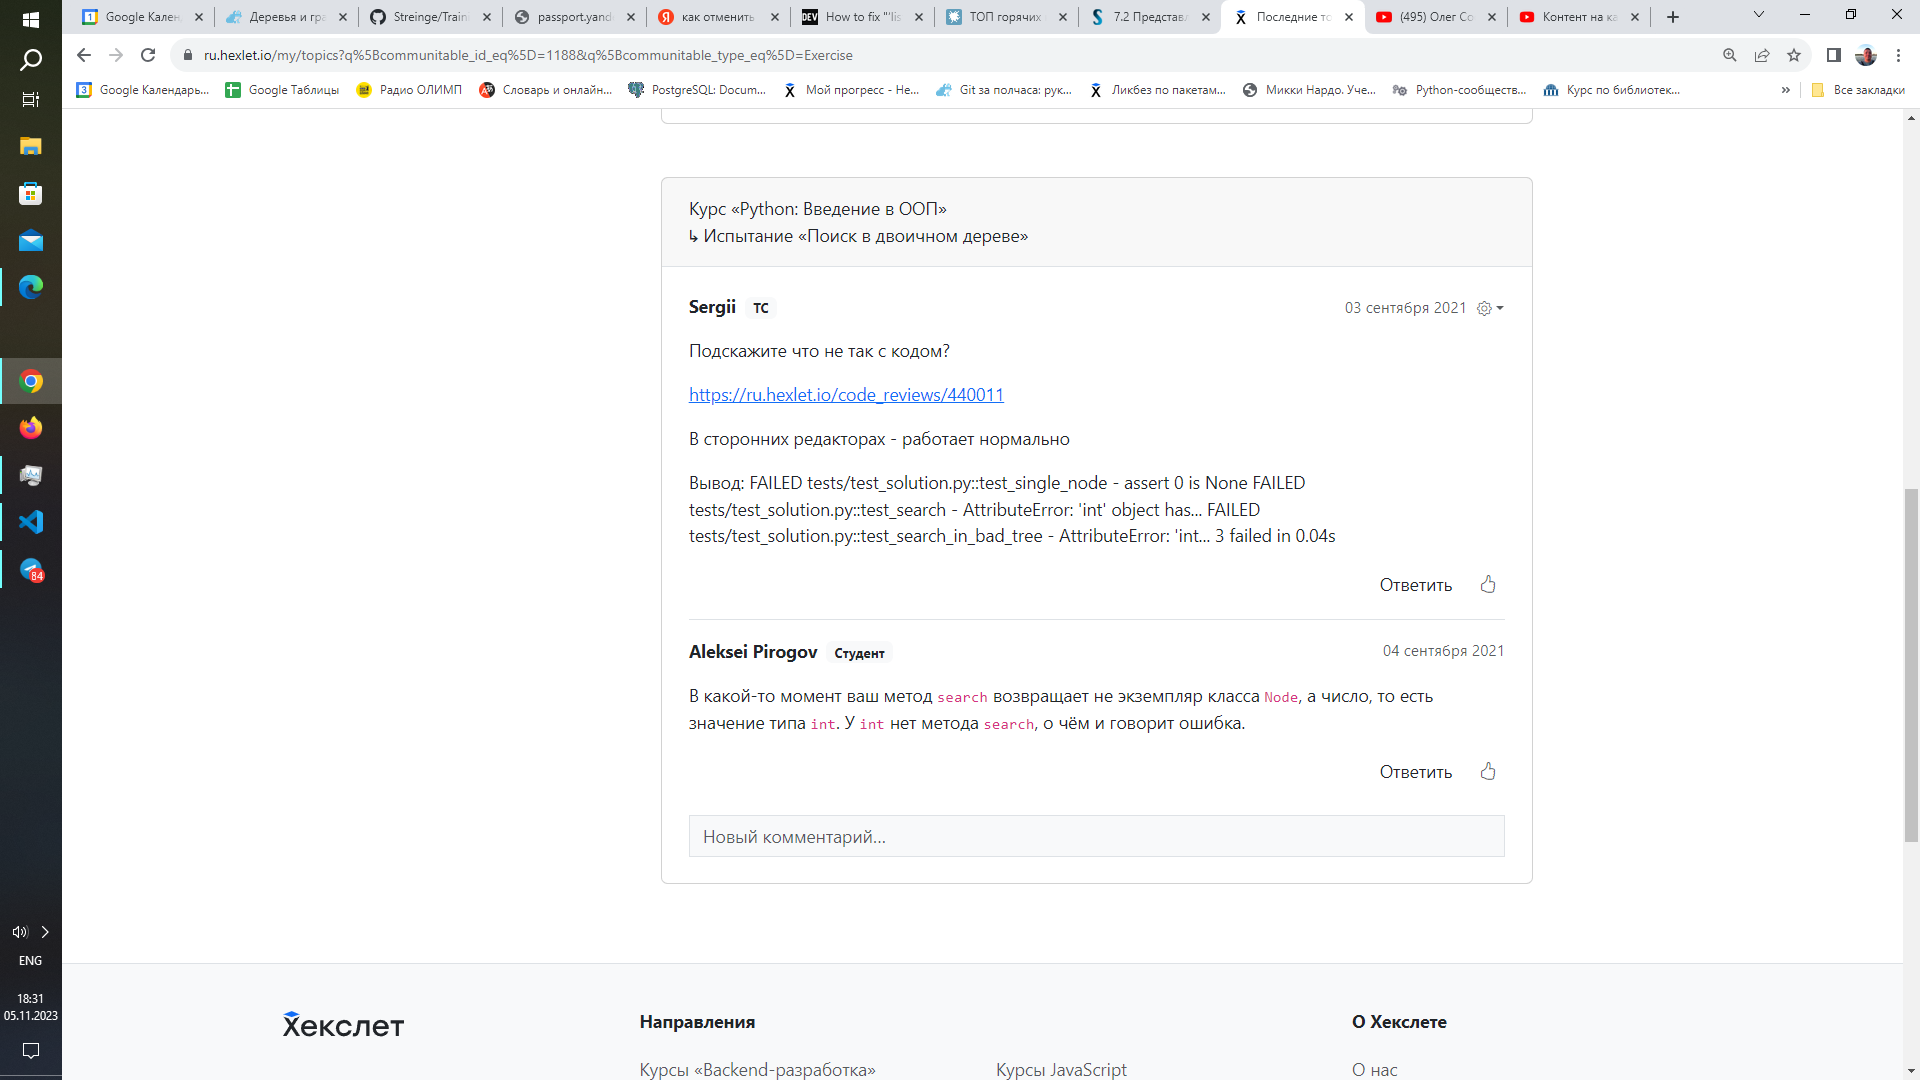 Google Кален
Деревья и гра
Streinge/Train
passport.yand
как отменить
How to fix "'lis
ТОП горячих
7.2 Представл
Последние то
(495) Олег Со
Контент на ка
ru.hexlet.io/my/topics?q%5Bcommunitable_id_eq%5D=1188&q%5Bcommunitable_type_eq%5D=Exercise
Google Календарь...
Google Таблицы
Радио ОЛИМП
Словарь и онлайн...
PostgreSQL: Docum...
Мой прогресс - Не...
Git за полчаса: рук...
Ликбез по пакетам...
Микки Нардо. Уче...
Python-сообществ...
Курс по библиотек...
»
Все закладки
Курс «Python: Введение в ООП»
↳ Испытание «Поиск в двоичном дереве»
Sergii ТС
03 сентября 2021
Подскажите что не так с кодом?
https://ru.hexlet.io/code_reviews/440011
В сторонних редакторах - работает нормально
Вывод: FAILED tests/test_solution.py::test_single_node - assert 0 is None FAILED
tests/test_solution.py::test_search - AttributeError: 'int' object has... FAILED
tests/test_solution.py::test_search_in_bad_tree - AttributeError: 'int... 3 failed in 0.04s
Ответить
Aleksei Pirogov Студент
04 сентября 2021
В какой-то момент ваш метод search возвращает не экземпляр класса Node, а число, то есть
значение типа int. У int нет метода search, о чём и говорит ошибка.
Ответить
Новый комментарий...
Хекслет
Направления
О Хекслете
Курсы «Backend-разработка»
Курсы JavaScript
О нас
84
ENG
18:31
05.11.2023